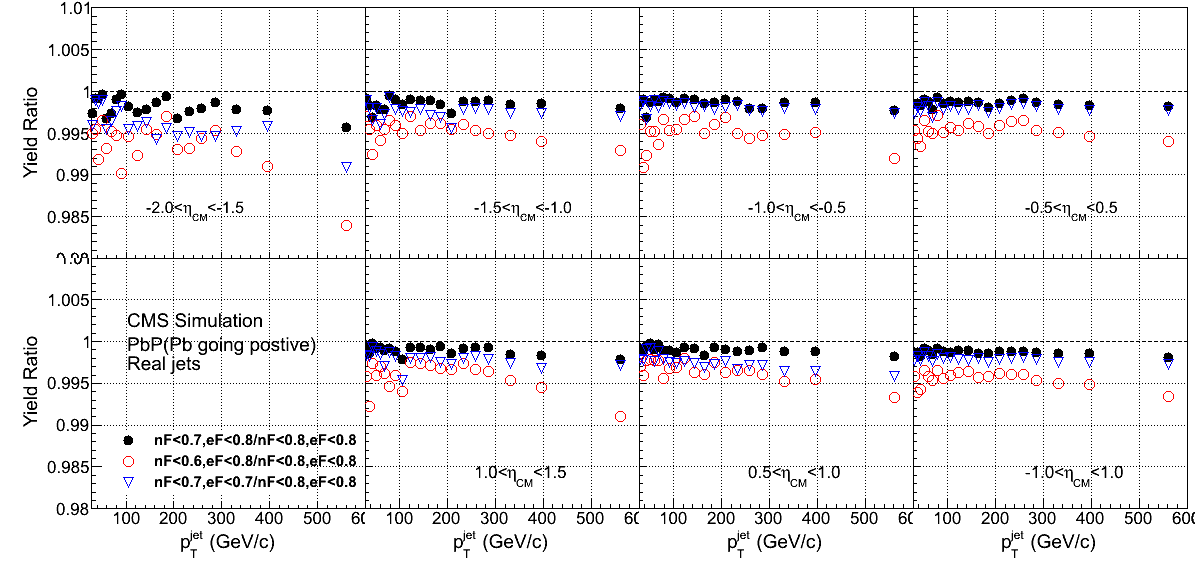 1.01
1.005
1
0.995
0.99
0.985
Yield Ratio
-2.0<η_CM<-1.5
-1.5<η_CM<-1.0
-1.0<η_CM<-0.5
-0.5<η_CM<0.5
1.005
1
0.995
0.99
0.985
0.98
Yield Ratio
CMS Simulation
PbP(Pb going postive)
Real jets
nF<0.7,eF<0.8/nF<0.8,eF<0.8
nF<0.6,eF<0.8/nF<0.8,eF<0.8
nF<0.7,eF<0.7/nF<0.8,eF<0.8
1.0<η_CM<1.5
0.5<η_CM<1.0
-1.0<η_CM<1.0
100 200 300 400 500 100 200 300 400 500 100 200 300 400 500 100 200 300 400 500 600
p_T^jet (GeV/c) p_T^jet (GeV/c) p_T^jet (GeV/c) p_T^jet (GeV/c)